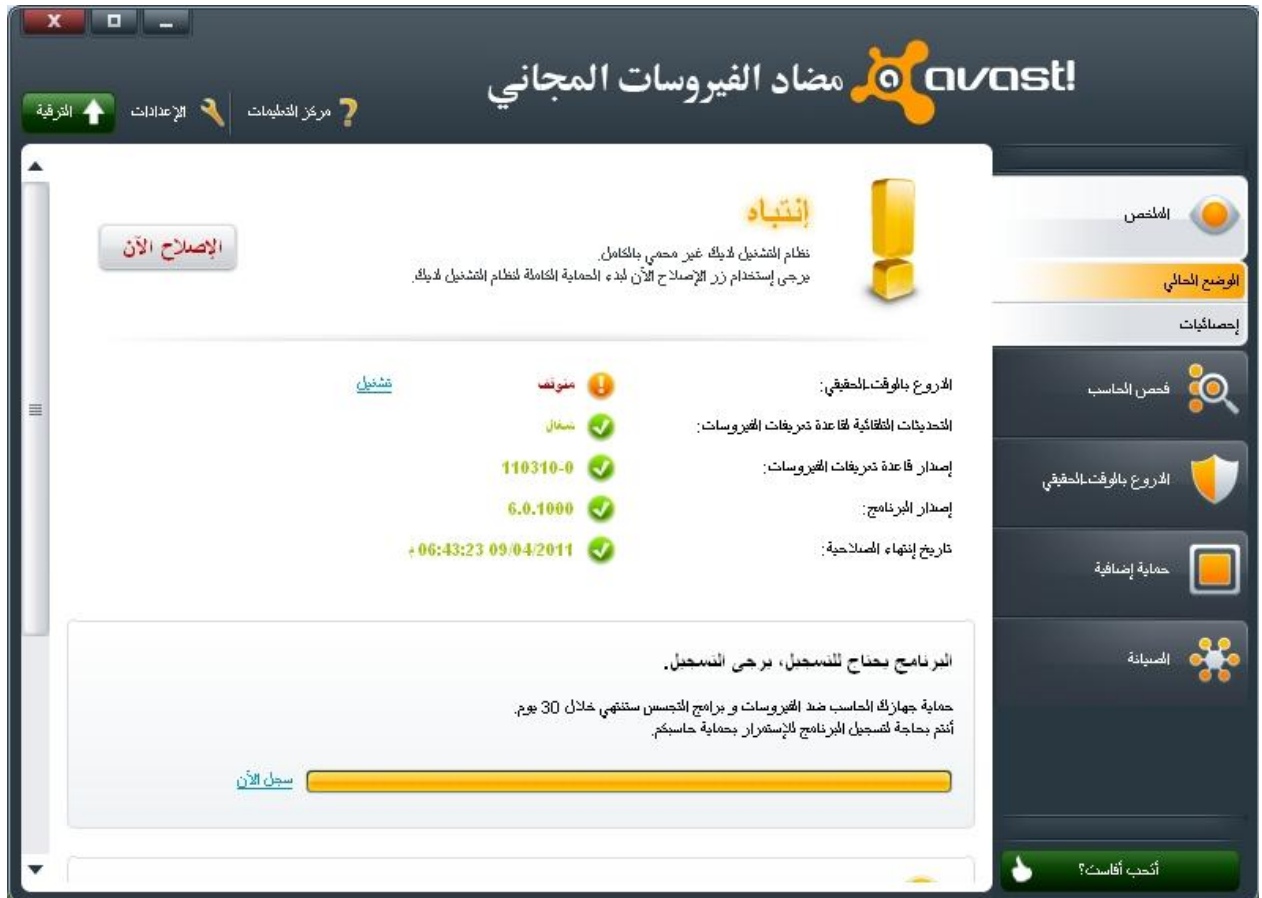 avast! مضاد الفيروسات المجاني
مركز التعليمات
الإعدادات
الترقية
الملخص
الوضع الحالي
إحصائيات
فحص الحاسب
الدروع بالوقت الحقيقي
حماية إضافية
الصيانة
أتحب أفاست؟
إنتباه
نظام التشغيل لديك غير محمي بالكامل.
يرجى إستخدام زر الإصلاح الآن لبدء الحماية الكاملة لنظام التشغيل لديك.
الإصلاح الآن
الدروع بالوقت الحقيقي: متوقف تشغيل
التحديثات التلقائية لقاعدة تعريفات الفيروسات: شغال
إصدار قاعدة تعريفات الفيروسات: 110310-0
إصدار البرنامج: 6.0.1000
تاريخ إنتهاء الصلاحية: 09/04/2011 06:43:23 م
البرنامج يحتاج للتسجيل، يرجى التسجيل.
حماية جهازك الحاسب ضد الفيروسات و برامج التجسس ستنتهي خلال 30 يوم.
أنتم بحاجة لتسجيل البرنامج للإستمرار بحماية حاسبكم.
سجل الآن